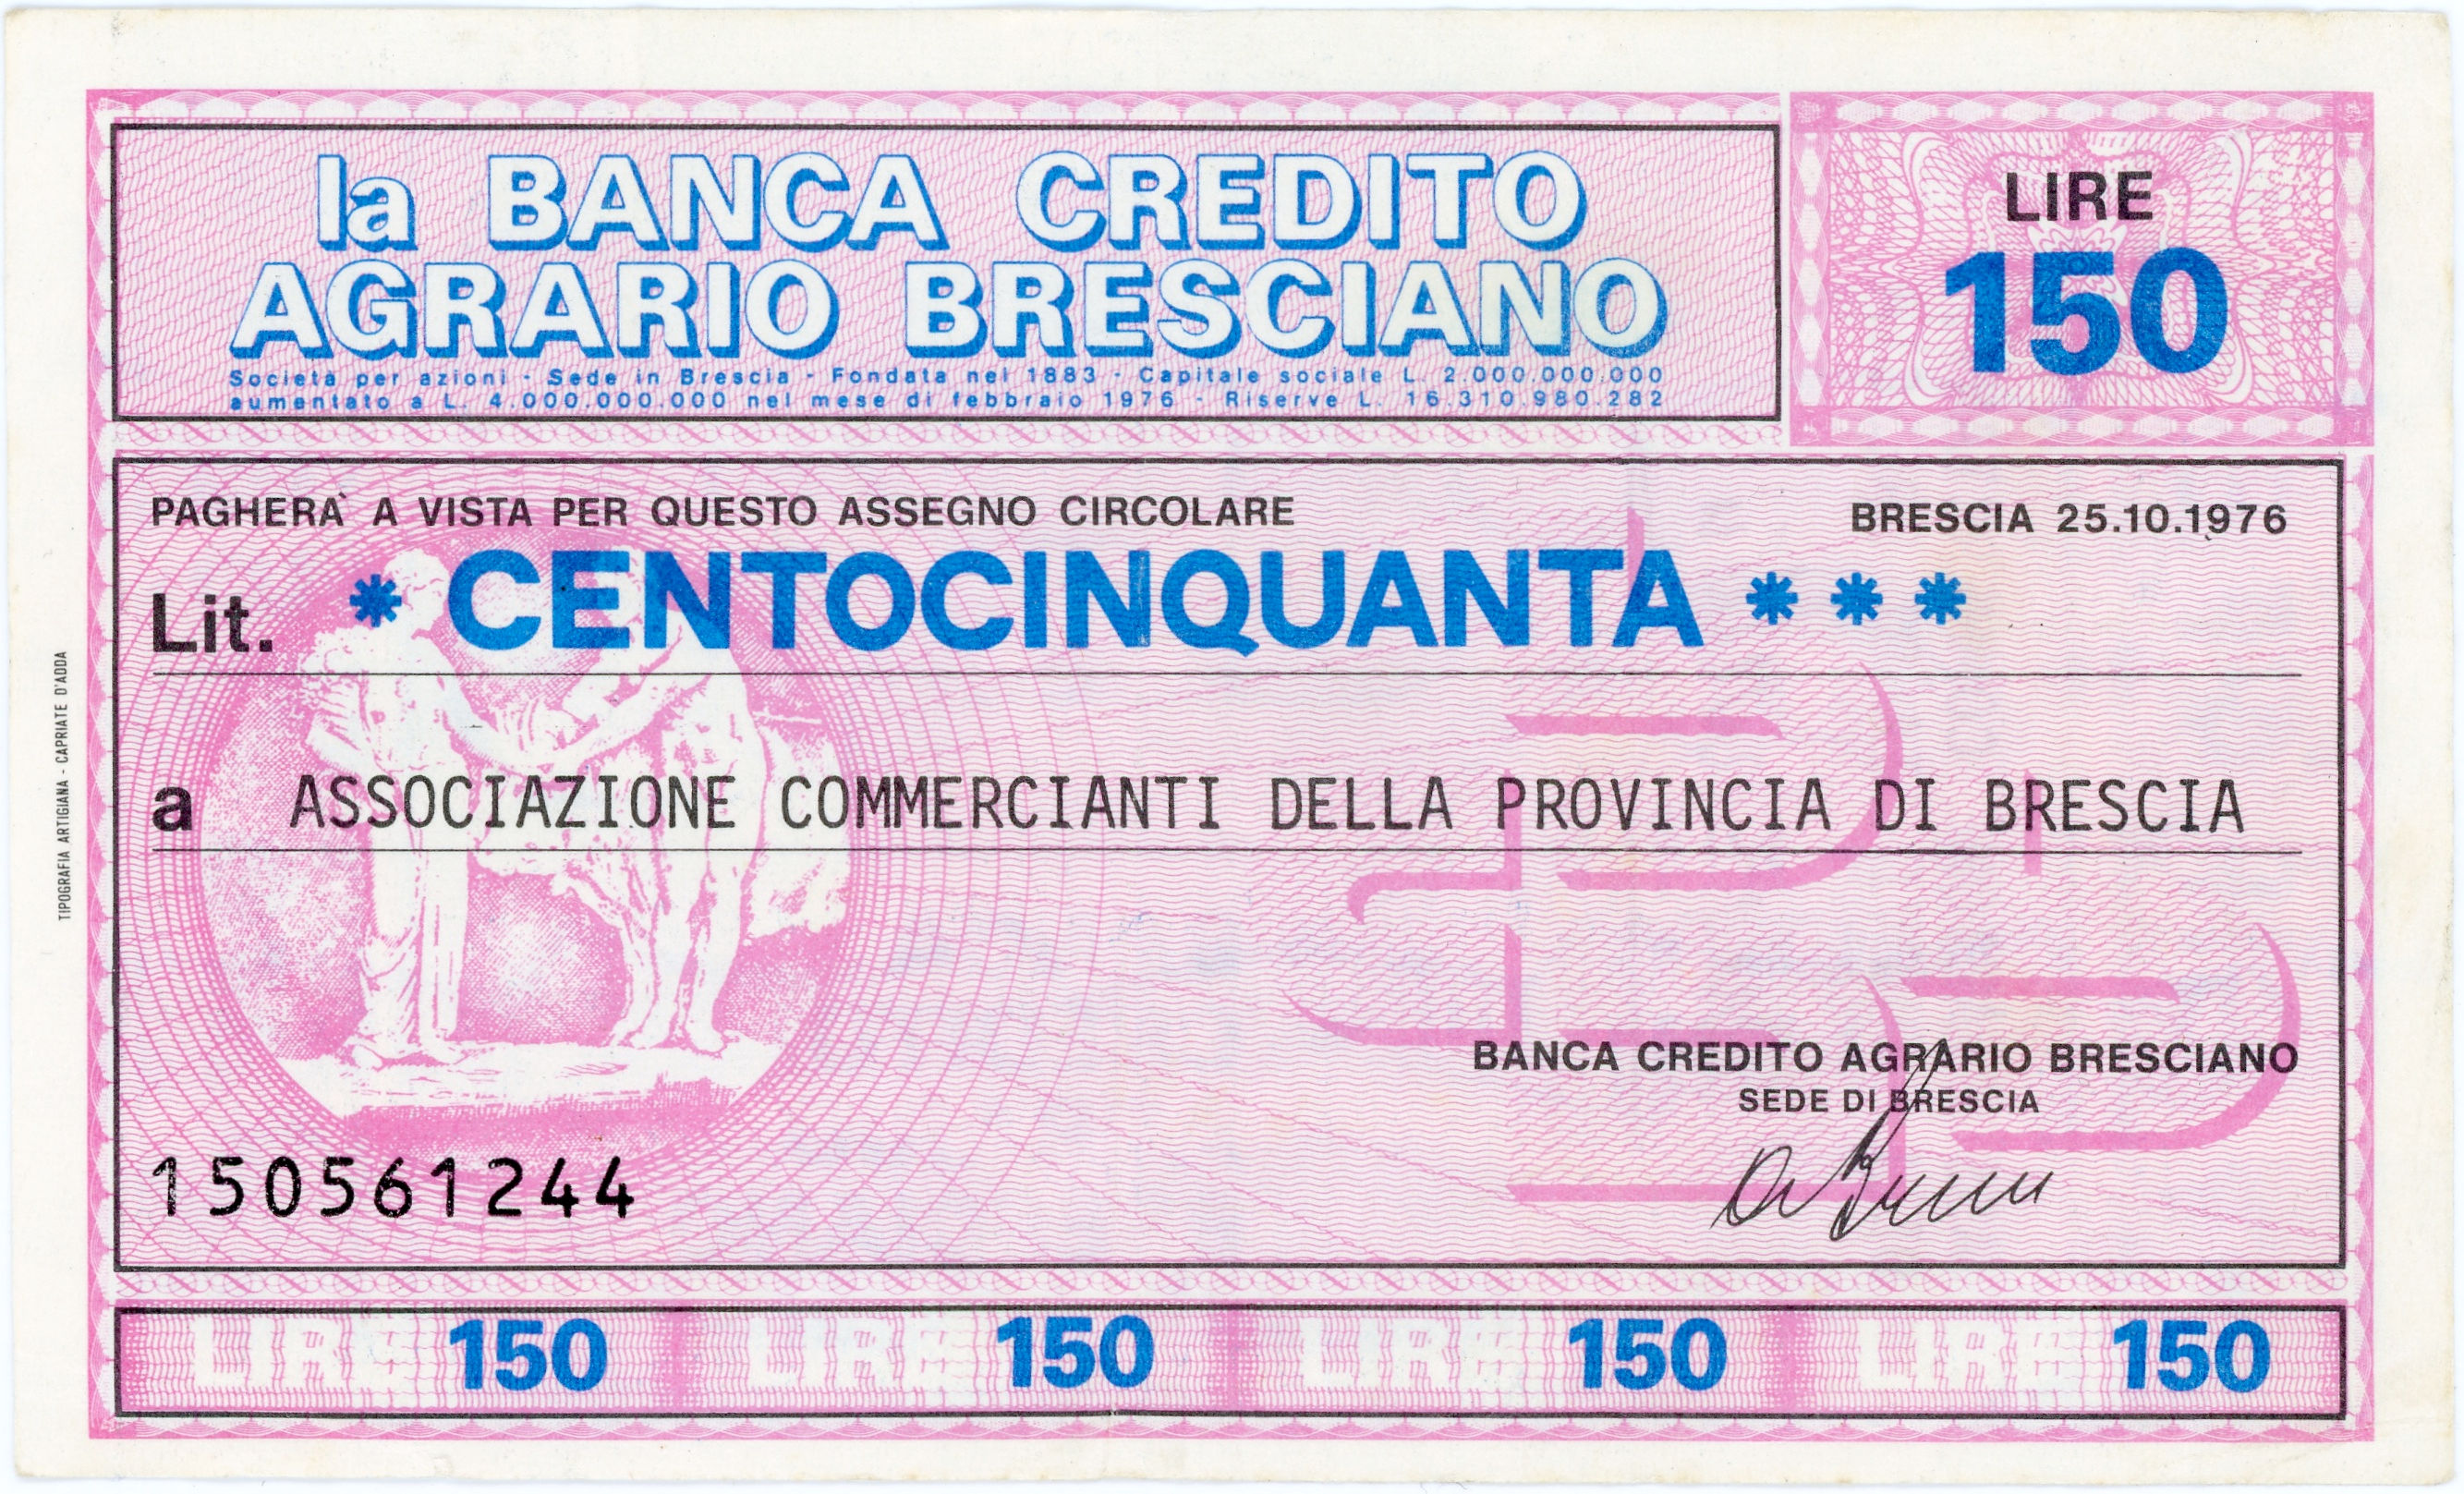 la BANCA CREDITO
AGRARIO BRESCIANO
Società per azioni - Sede in Brescia - Fondata nel 1883 - Capitale sociale L. 2.000.000.000
aumentato a L. 4.000.000.000 nel mese di febbraio 1976 - Riserve L. 16.310.980.282
LIRE
150
PAGHERÀ A VISTA PER QUESTO ASSEGNO CIRCOLARE
BRESCIA 25.10.1976
Lit. * CENTOCINQUANTA * * *
a ASSOCIAZIONE COMMERCIANTI DELLA PROVINCIA DI BRESCIA
BANCA CREDITO AGRARIO BRESCIANO
SEDE DI BRESCIA
150561244
LIRE 150 LIRE 150 LIRE 150 LIRE 150
TIPOGRAFIA ARTIGIANA - CAPRIATE D'ADDA